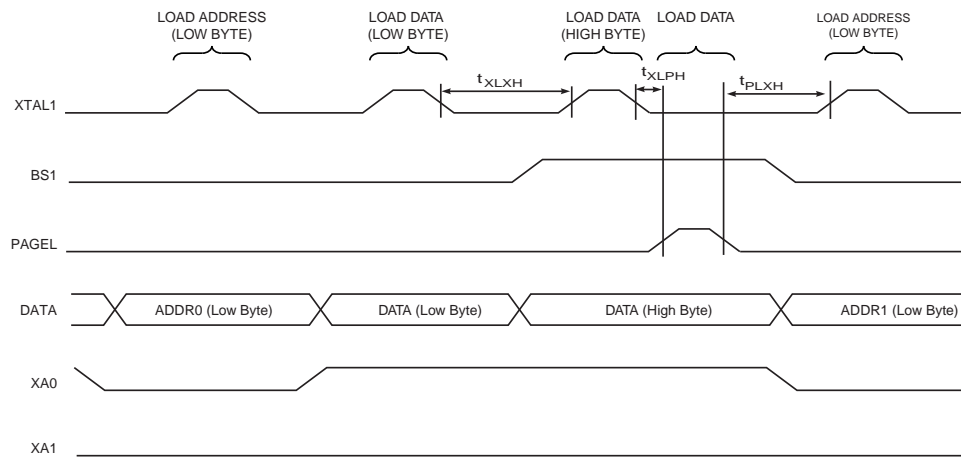 LOAD ADDRESS
(LOW BYTE)
LOAD DATA
(LOW BYTE)
LOAD DATA
(HIGH BYTE)
LOAD DATA
LOAD ADDRESS
(LOW BYTE)
tXLXH
tXLPH
tPLXH
XTAL1
BS1
PAGEL
DATA
ADDR0 (Low Byte)
DATA (Low Byte)
DATA (High Byte)
ADDR1 (Low Byte)
XA0
XA1